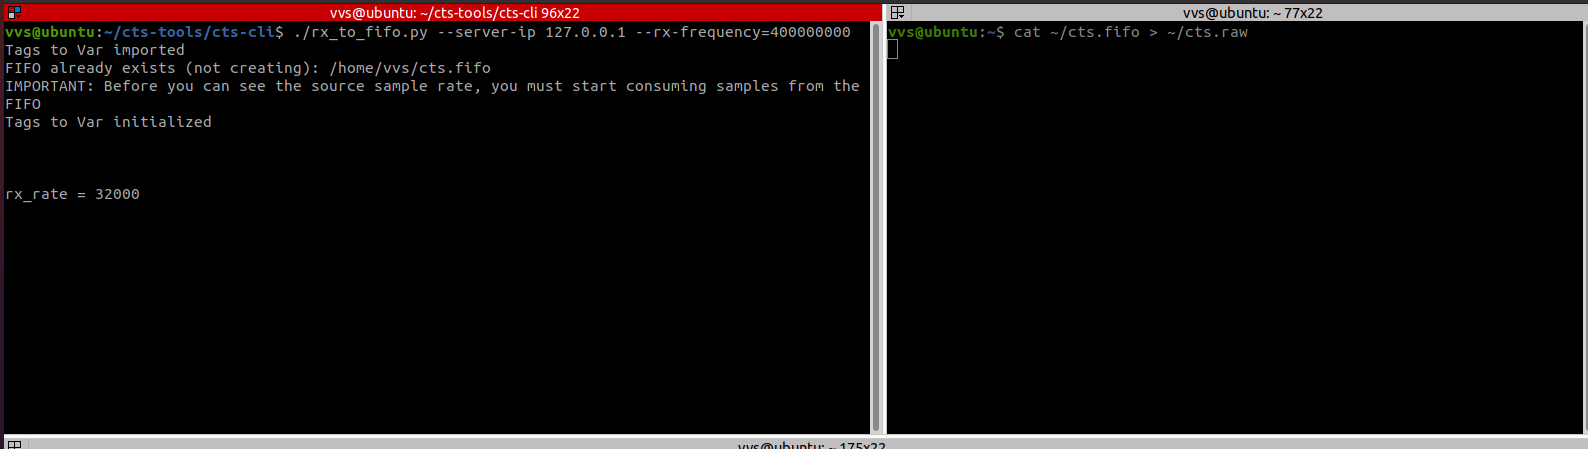 vvs@ubuntu: ~/cts-tools/cts-cli 96x22
vvs@ubuntu:~/cts-tools/cts-cli$ ./rx_to_fifo.py --server-ip 127.0.0.1 --rx-frequency=400000000
Tags to Var imported
FIFO already exists (not creating): /home/vvs/cts.fifo
IMPORTANT: Before you can see the source sample rate, you must start consuming samples from the
FIFO
Tags to Var initialized
rx_rate = 32000
vvs@ubuntu: ~ 77x22
vvs@ubuntu:~$ cat ~/cts.fifo > ~/cts.raw
vvs@ubuntu: ~ 175x22